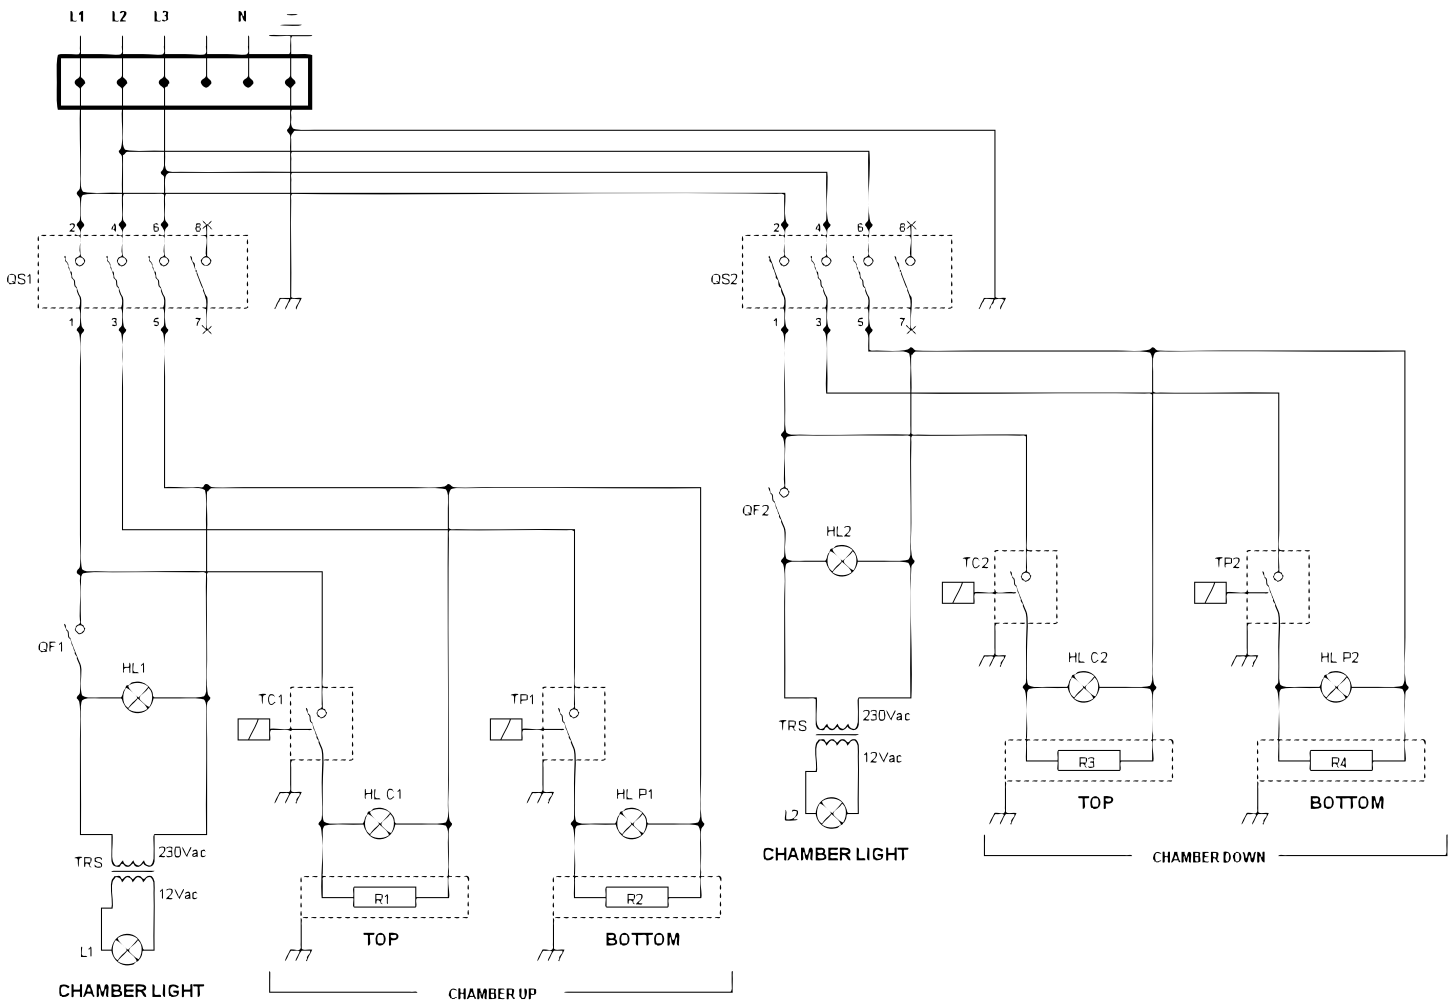 L1 L2 L3 N
2 4 6 8
QS1
1 3 5 7
2 4 6 8
QS2
1 3 5 7
QF2
HL2
TC2
TP2
HL C2
HL P2
TRS
230Vac
12Vac
L2
R3
R4
TOP
BOTTOM
CHAMBER LIGHT
CHAMBER DOWN
QF1
HL1
TC1
TP1
HL C1
HL P1
TRS
230Vac
12Vac
L1
R1
R2
TOP
BOTTOM
CHAMBER LIGHT
CHAMBER UP